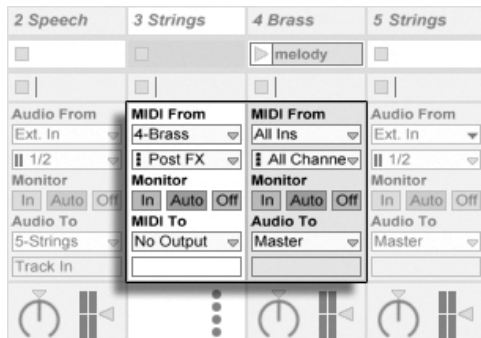 2 Speech
3 Strings
4 Brass
5 Strings
melody
Audio From
MIDI From
MIDI From
Audio From
Ext. In
4-Brass
All Ins
Ext. In
1/2
Post FX
All Channe
1/2
Monitor
Monitor
Monitor
Monitor
In Auto Off
In Auto Off
In Auto Off
In Auto Off
Audio To
MIDI To
Audio To
Audio To
5-Strings
No Output
Master
Master
Track In